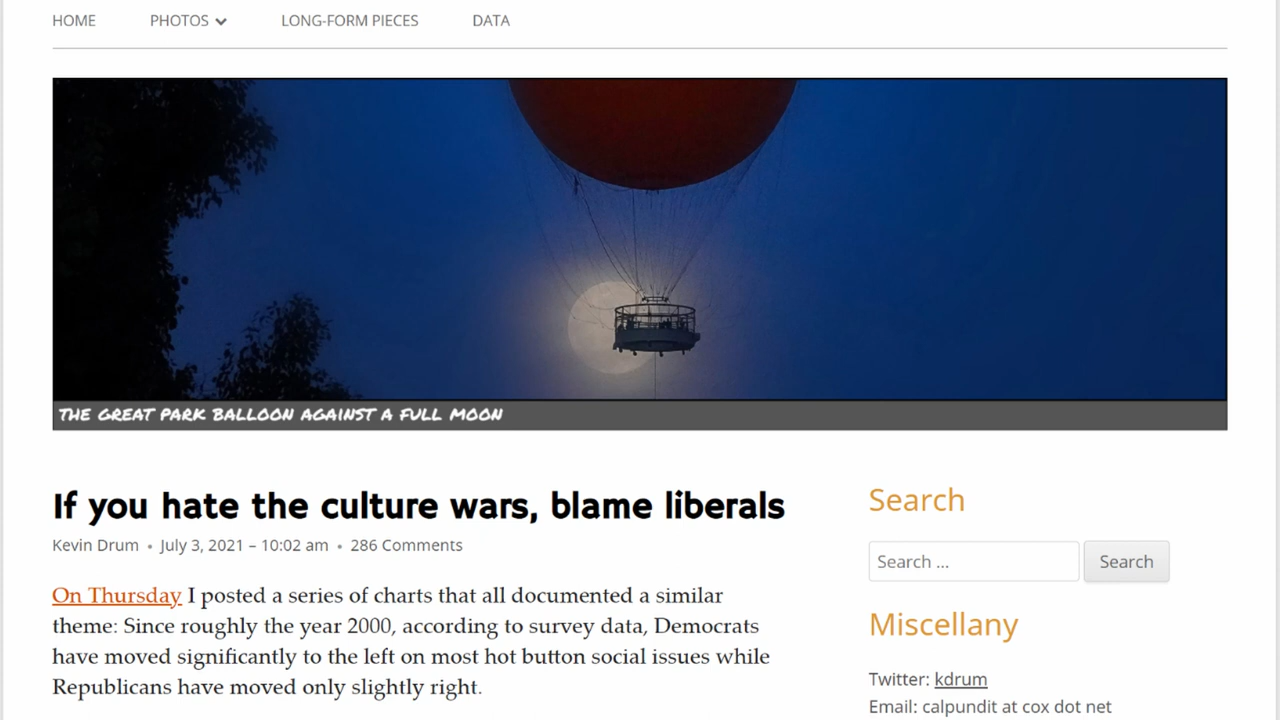 HOME PHOTOS LONG-FORM PIECES DATA
THE GREAT PARK BALLOON AGAINST A FULL MOON
If you hate the culture wars, blame liberals
Kevin Drum • July 3, 2021 – 10:02 am • 286 Comments
On Thursday I posted a series of charts that all documented a similar
theme: Since roughly the year 2000, according to survey data, Democrats
have moved significantly to the left on most hot button social issues while
Republicans have moved only slightly right.
Search
Search ... Search
Miscellany
Twitter: kdrum
Email: calpundit at cox dot net